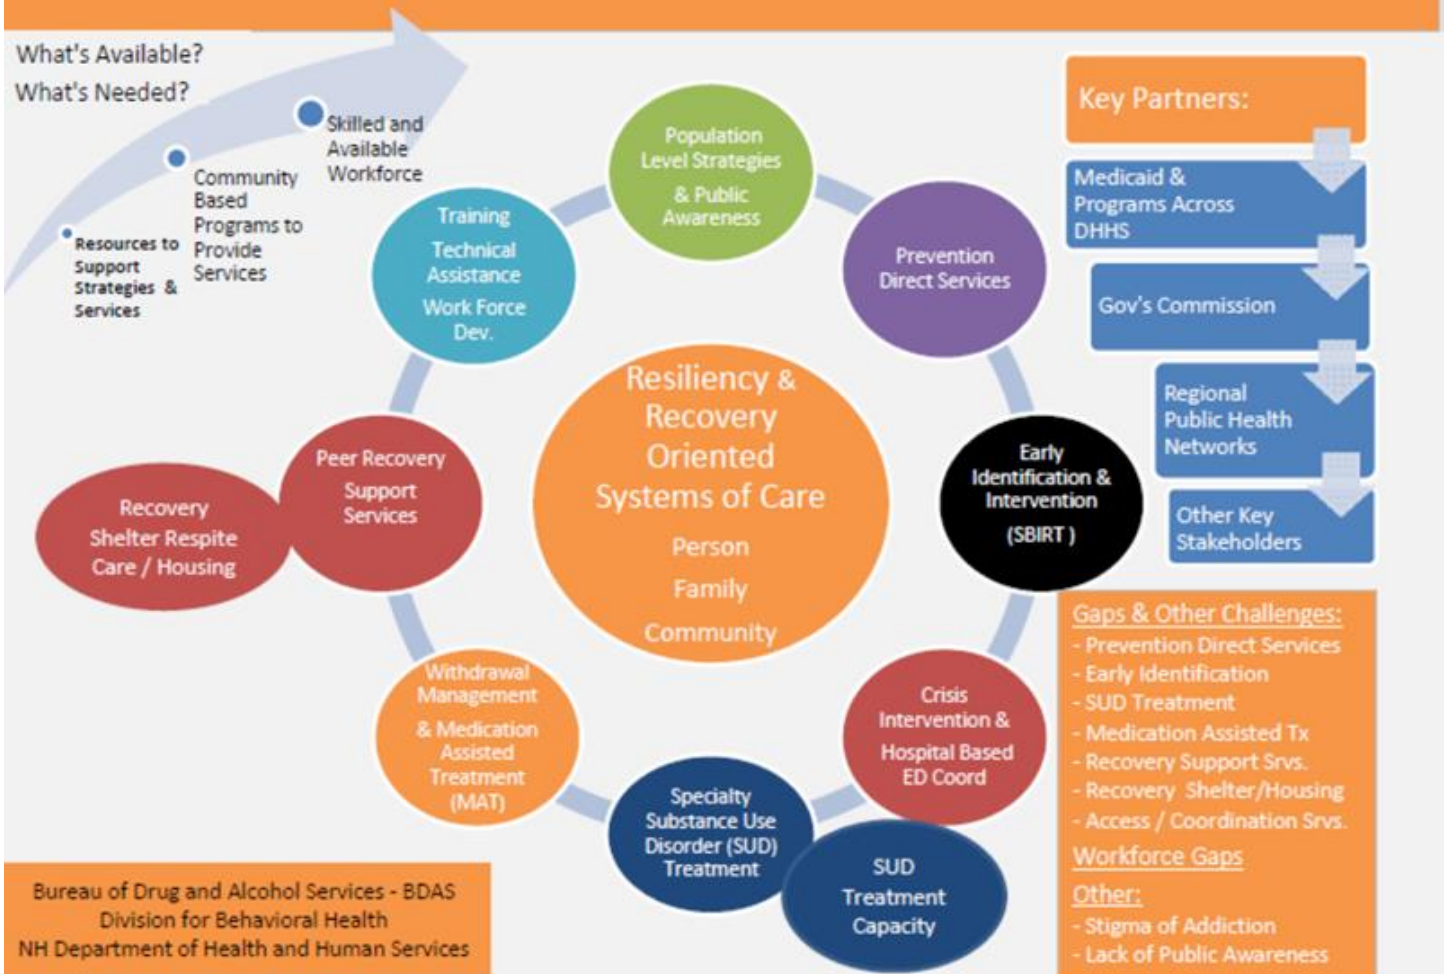 What's Available?
What's Needed?
Skilled and
Available
Workforce
Community
Based
Programs to
Provide
Services
Resources to
Support
Strategies &
Services
Population
Level Strategies
& Public
Awareness
Prevention
Direct Services
Early
Identification &
Intervention
(SBIRT )
Crisis
Intervention &
Hospital Based
ED Coord
SUD
Treatment
Capacity
Specialty
Substance Use
Disorder (SUD)
Treatment
Withdrawal
Management
& Medication
Assisted
Treatment
(MAT)
Peer Recovery
Support
Services
Recovery
Shelter Respite
Care / Housing
Training
Technical
Assistance
Work Force
Dev.
Resiliency &
Recovery
Oriented
Systems of Care
Person
Family
Community
Key Partners:
Medicaid &
Programs Across
DHHS
Gov's Commission
Regional
Public Health
Networks
Other Key
Stakeholders
Gaps & Other Challenges:
- Prevention Direct Services
- Early Identification
- SUD Treatment
- Medication Assisted Tx
- Recovery Support Srvs.
- Recovery Shelter/Housing
- Access / Coordination Srvs.
Workforce Gaps
Other:
- Stigma of Addiction
- Lack of Public Awareness
Bureau of Drug and Alcohol Services - BDAS
Division for Behavioral Health
NH Department of Health and Human Services